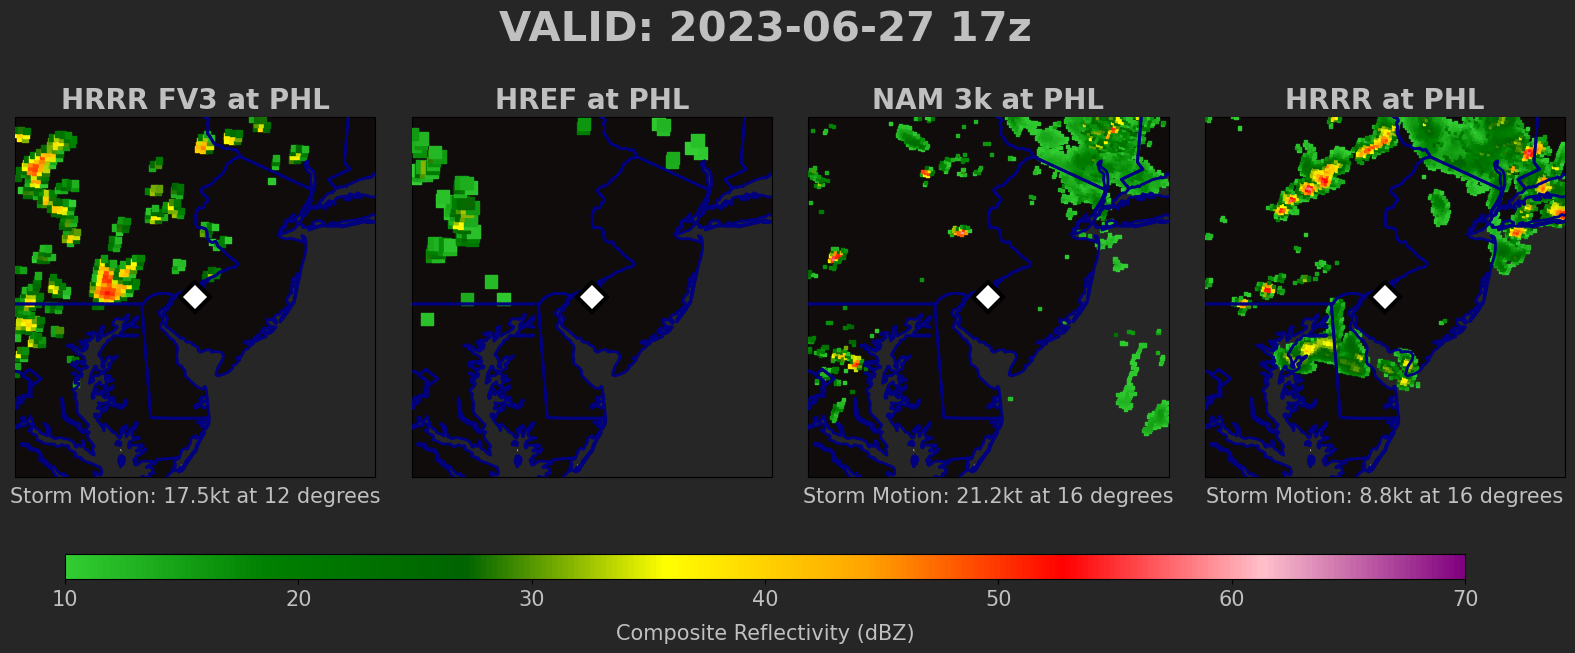 VALID: 2023-06-27 17z
HRRR FV3 at PHL
HREF at PHL
NAM 3k at PHL
HRRR at PHL
Storm Motion: 17.5kt at 12 degrees
Storm Motion: 21.2kt at 16 degrees
Storm Motion: 8.8kt at 16 degrees
10 20 30 40 50 60 70
Composite Reflectivity (dBZ)